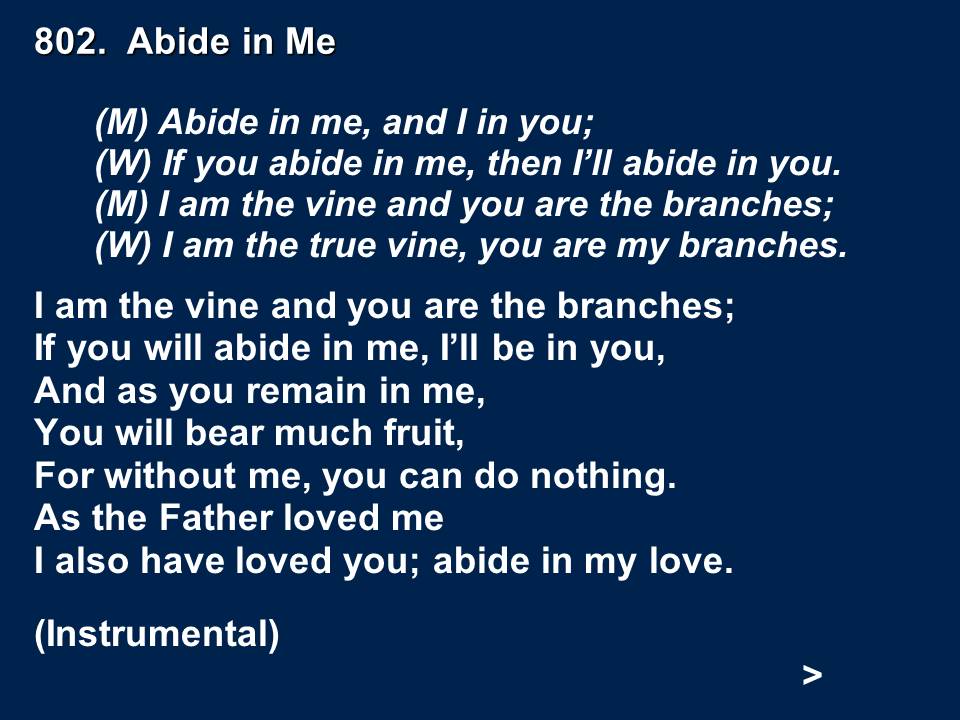 802.  Abide in Me
(M) Abide in me, and I in you;
(W) If you abide in me, then I’ll abide in you.
(M) I am the vine and you are the branches;
(W) I am the true vine, you are my branches.
I am the vine and you are the branches;
If you will abide in me, I’ll be in you,
And as you remain in me,
You will bear much fruit,
For without me, you can do nothing.
As the Father loved me
I also have loved you; abide in my love.
(Instrumental)
>